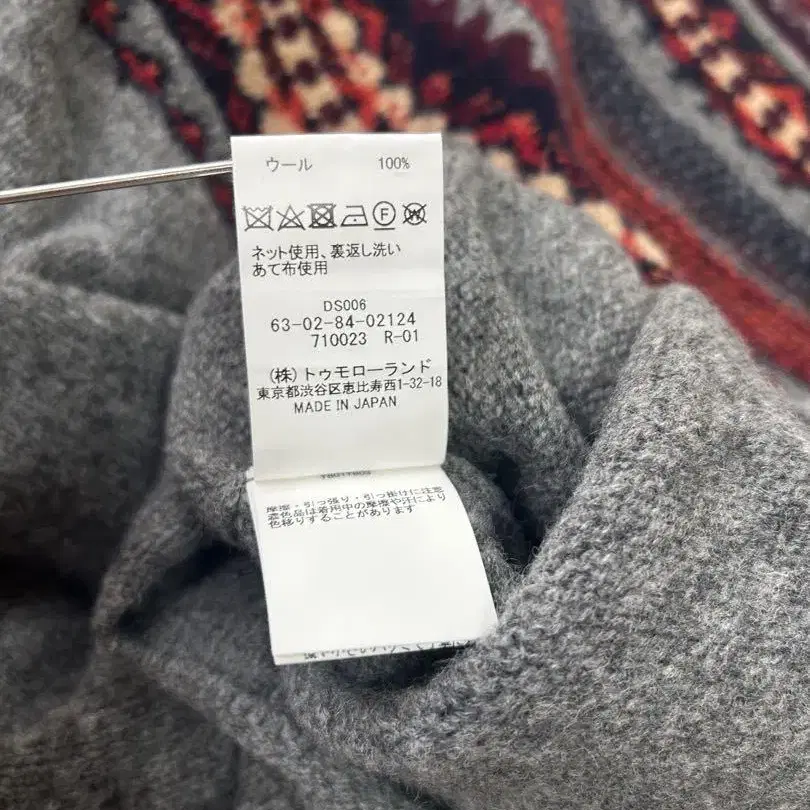 ウール 100%
ネット使用、裏返し洗い
あて布使用
DS006
63-02-84-02124
710023 R-01
(株)トゥモローランド
東京都渋谷区恵比寿西1-32-18
MADE IN JAPAN
摩擦・引っ張り・引っ掛けに注意
濃色品は着用中の摩擦や汗により
色移りすることがあります